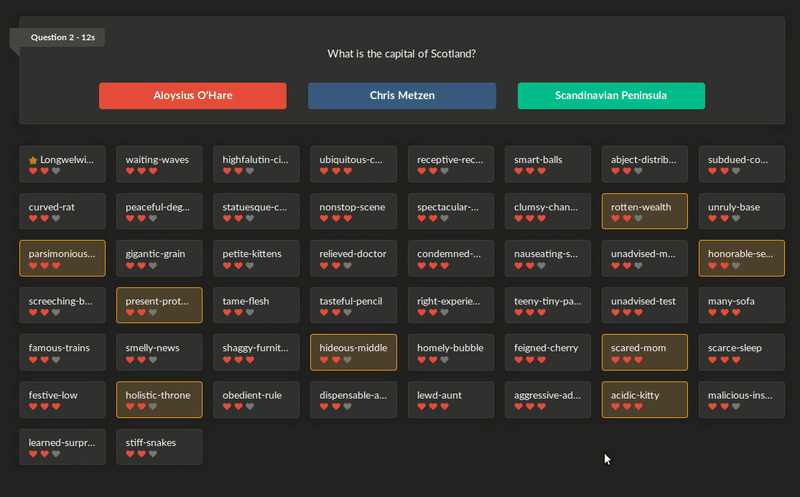 Question 2 - 12s
What is the capital of Scotland?
Aloysius O'Hare
Chris Metzen
Scandinavian Peninsula
Longwelwi...
waiting-waves
highfalutin-ci...
ubiquitous-c...
receptive-rec...
smart-balls
abject-distrib...
subdued-co...
curved-rat
peaceful-deg...
statuesque-c...
nonstop-scene
spectacular-...
clumsy-chan...
rotten-wealth
unruly-base
parsimonious...
gigantic-grain
petite-kittens
relieved-doctor
condemned-...
nauseating-s...
unadvised-m...
honorable-se...
screeching-b...
present-prot...
tame-flesh
tasteful-pencil
right-experie...
teeny-tiny-pa...
unadvised-test
many-sofa
famous-trains
smelly-news
shaggy-furnit...
hideous-middle
homely-bubble
feigned-cherry
scared-mom
scarce-sleep
festive-low
holistic-throne
obedient-rule
dispensable-a...
lewd-aunt
aggressive-ad...
acidic-kitty
malicious-ins...
learned-surpr...
stiff-snakes